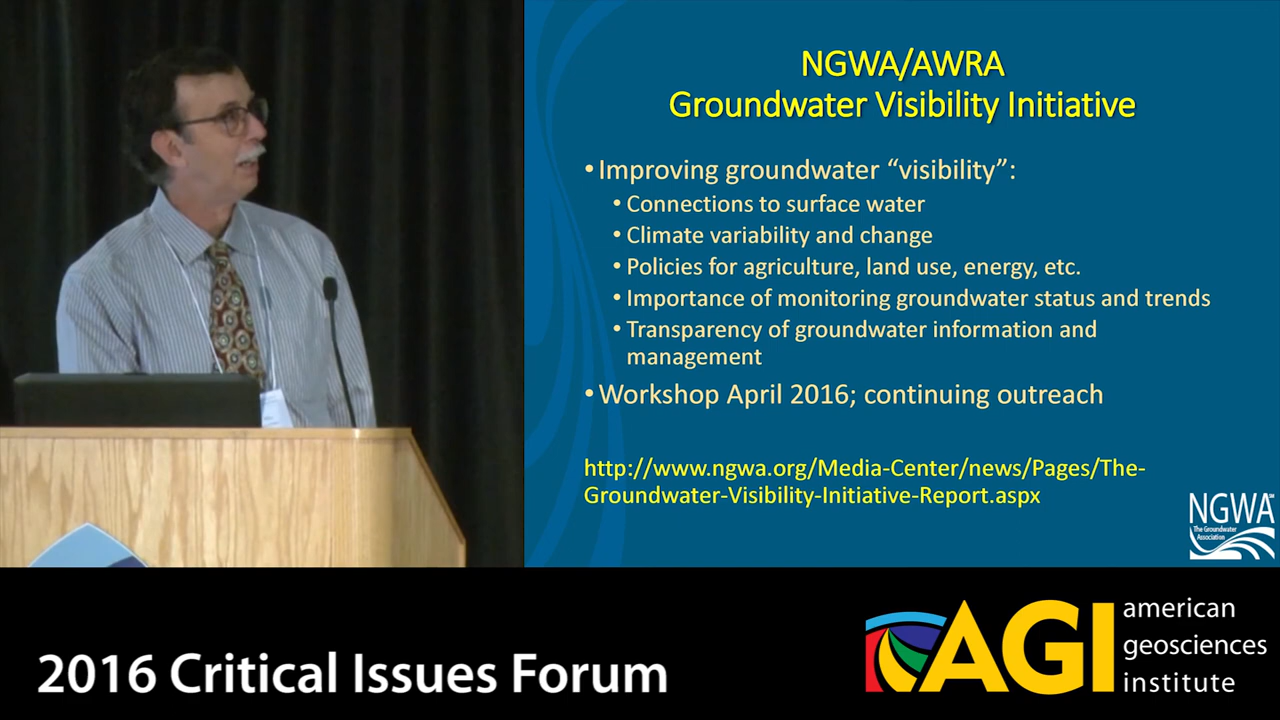 NGWA/AWRA
Groundwater Visibility Initiative
• Improving groundwater “visibility”:
• Connections to surface water
• Climate variability and change
• Policies for agriculture, land use, energy, etc.
• Importance of monitoring groundwater status and trends
• Transparency of groundwater information and
management
• Workshop April 2016; continuing outreach
http://www.ngwa.org/Media-Center/news/Pages/The-
Groundwater-Visibility-Initiative-Report.aspx
NGWA
The Groundwater
Association
2016 Critical Issues Forum
AGI
american
geosciences
institute